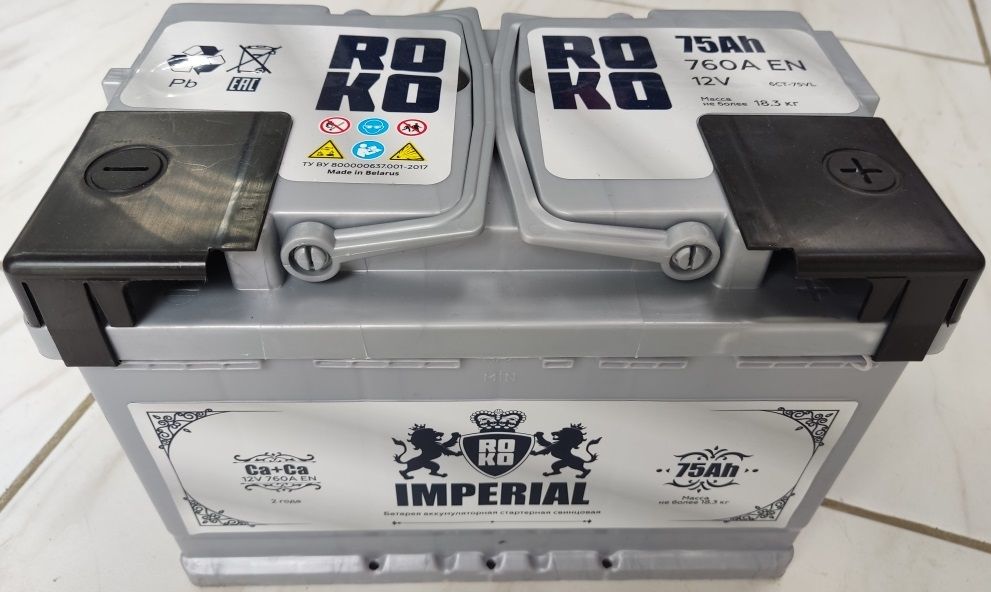 Pb
EAC
RO
KO
ТУ BY 800000637.001-2017
Made in Belarus
RO
KO
75Ah
760A EN
12V
6СТ-75VL
Масса
не более 18.3 кг
MIN
Ca+Ca
12V 760A EN
2 года
RO
KO
IMPERIAL
Батарея аккумуляторная стартерная свинцовая
75Ah
Масса
не более 18.3 кг